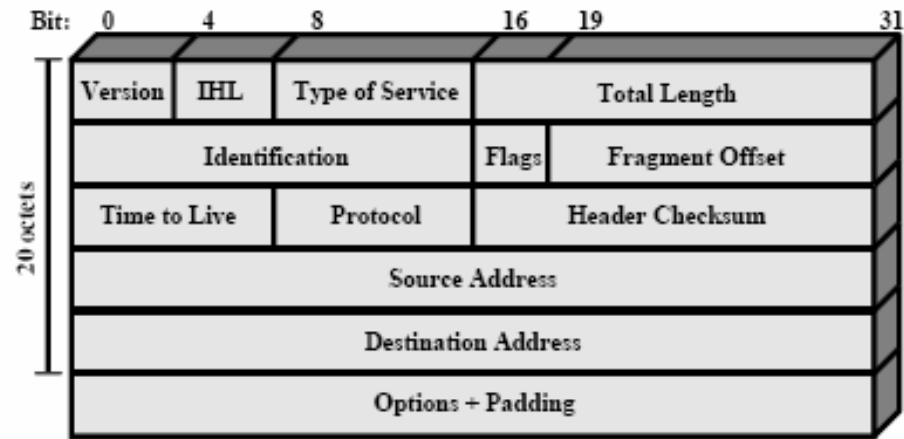 Bit: 0 4 8 16 19 31
Version IHL Type of Service Total Length
Identification Flags Fragment Offset
Time to Live Protocol Header Checksum
Source Address
Destination Address
Options + Padding
20 octets